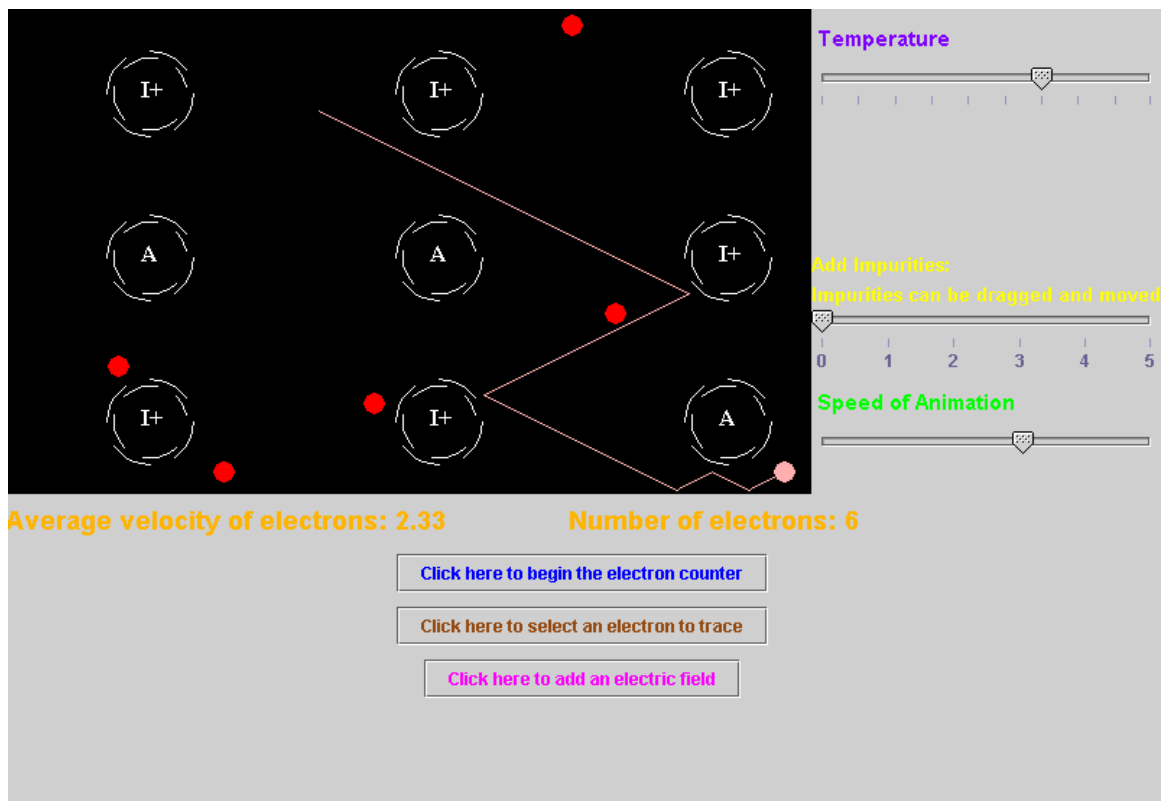 I+ I+ I+
Temperature
A A I+
Add Impurities:
Impurities can be dragged and moved
0 1 2 3 4 5
Speed of Animation
I+ I+ A
Average velocity of electrons: 2.33 Number of electrons: 6
Click here to begin the electron counter
Click here to select an electron to trace
Click here to add an electric field